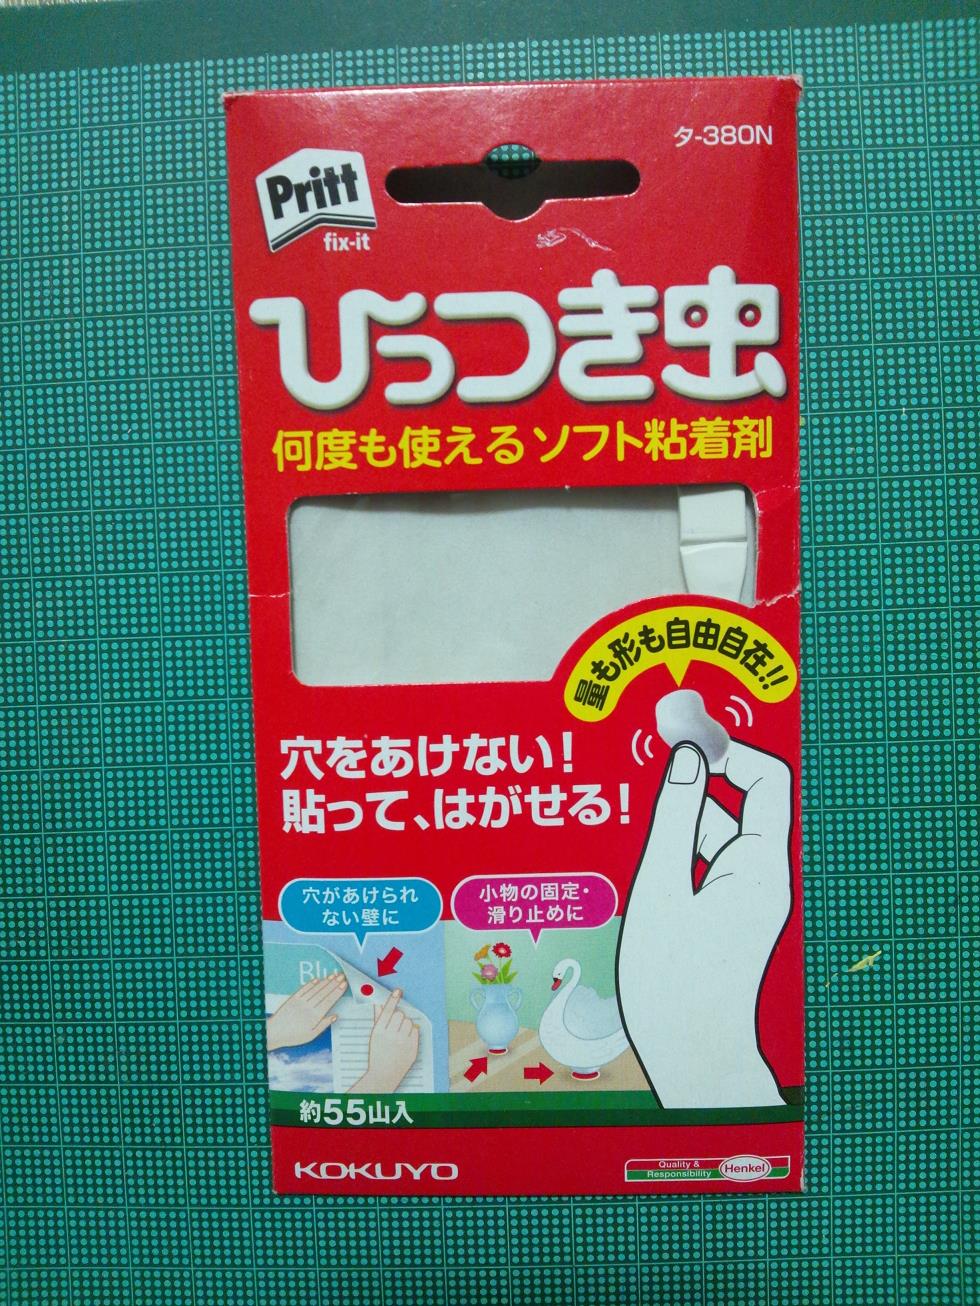 タ-380N
Pritt
fix-it
ひっつき虫
何度も使えるソフト粘着剤
量も形も自由自在!!
穴をあけない!
貼って、はがせる!
穴があけられ
ない壁に
小物の固定・
滑り止めに
Blu
約55山入
KOKUYO
Quality &
Responsibility
Henkel